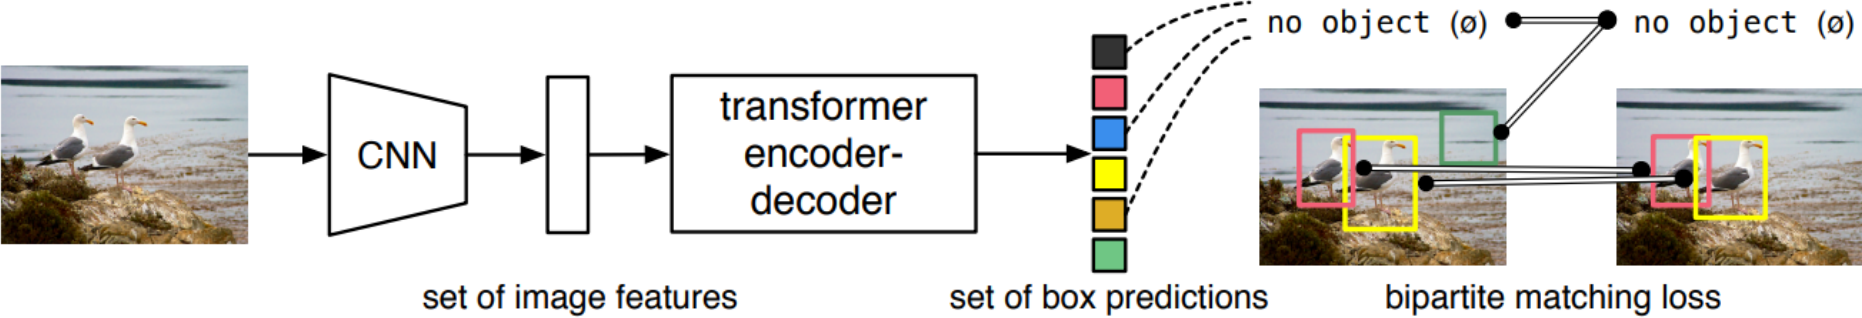 no object (ø)
no object (ø)
CNN
transformer
encoder-
decoder
set of image features
set of box predictions
bipartite matching loss